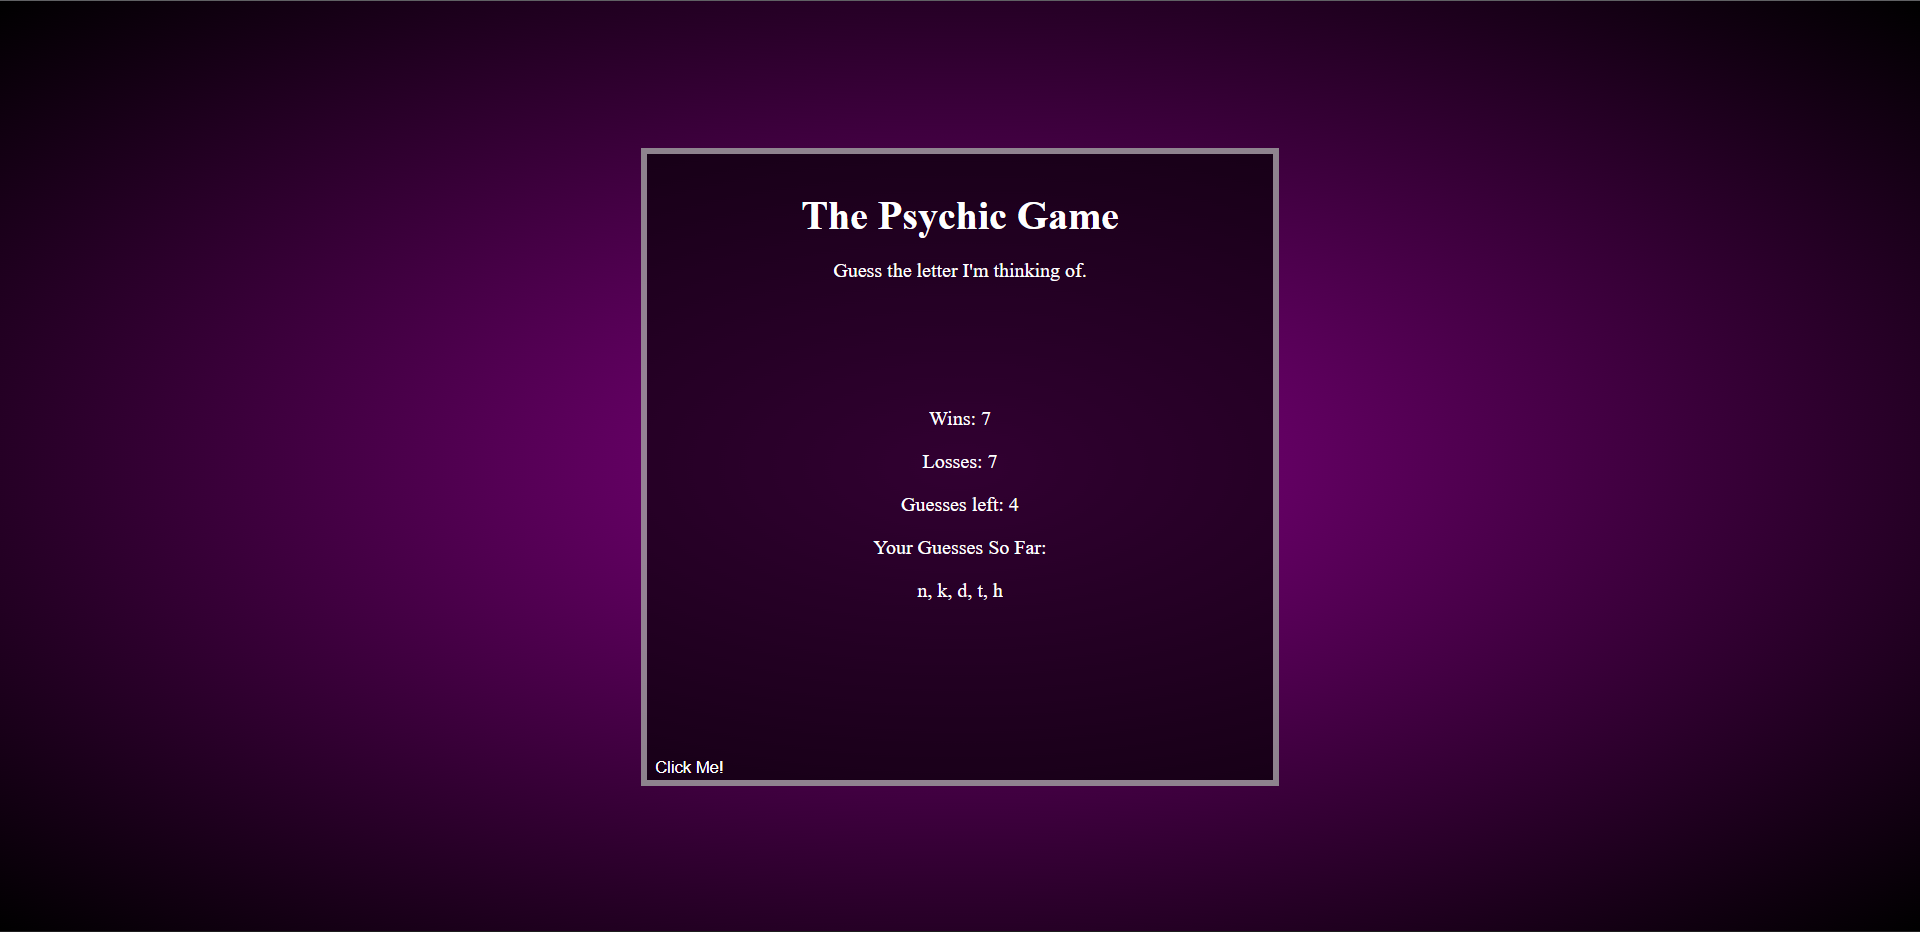 The Psychic Game
Guess the letter I'm thinking of.
Wins: 7
Losses: 7
Guesses left: 4
Your Guesses So Far:
n, k, d, t, h
Click Me!